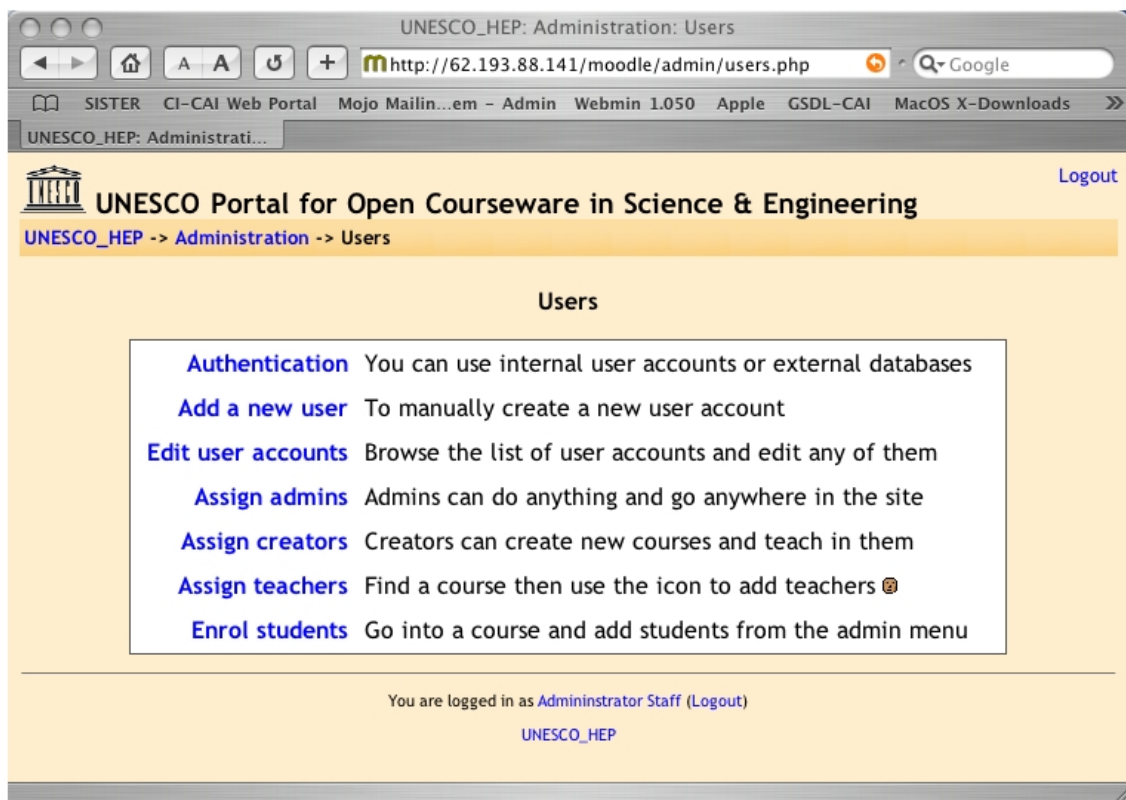 UNESCO_HEP: Administration: Users
A A + http://62.193.88.141/moodle/admin/users.php Google
SISTER CI-CAI Web Portal Mojo Mailin...em – Admin Webmin 1.050 Apple GSDL-CAI MacOS X-Downloads »
UNESCO_HEP: Administrati...
Logout
UNESCO UNESCO Portal for Open Courseware in Science & Engineering
UNESCO_HEP -> Administration -> Users
Users
Authentication You can use internal user accounts or external databases
Add a new user To manually create a new user account
Edit user accounts Browse the list of user accounts and edit any of them
Assign admins Admins can do anything and go anywhere in the site
Assign creators Creators can create new courses and teach in them
Assign teachers Find a course then use the icon to add teachers
Enrol students Go into a course and add students from the admin menu
You are logged in as Admininstrator Staff (Logout)
UNESCO_HEP